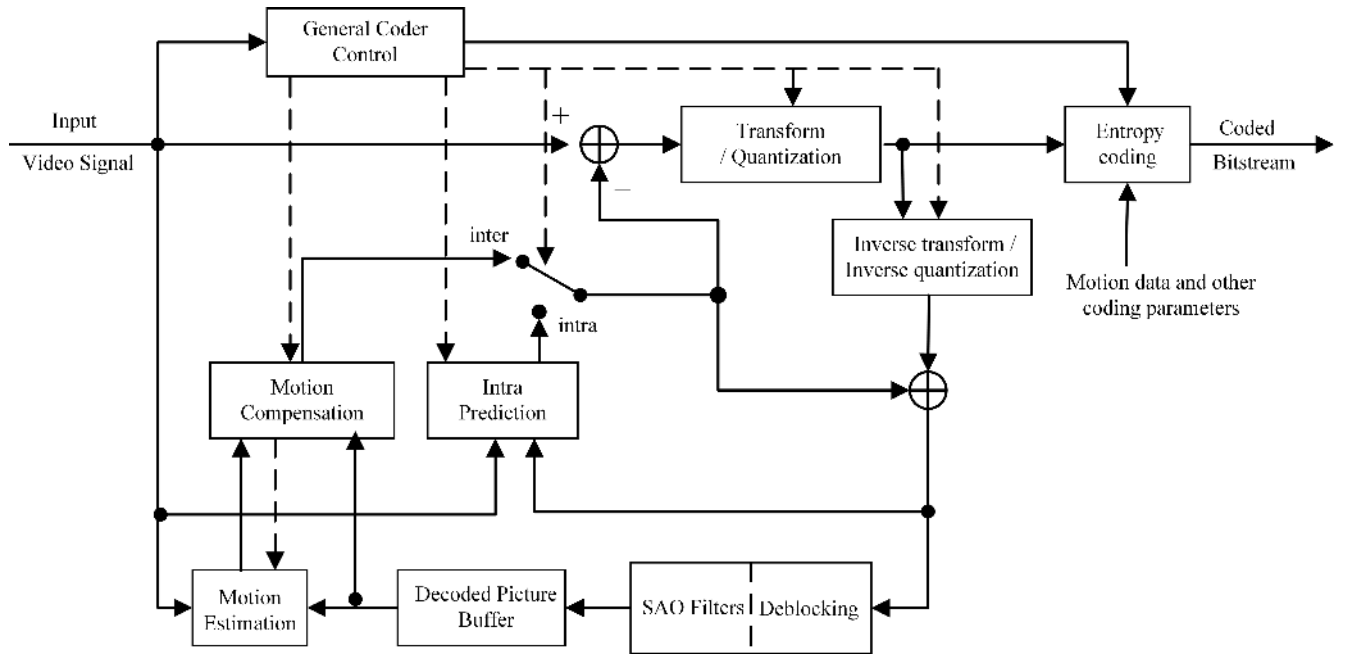 General Coder
Control
Input
Video Signal
+
Transform
/ Quantization
Entropy
coding
Coded
Bitstream
−
inter
Inverse transform /
Inverse quantization
Motion data and other
coding parameters
intra
Motion
Compensation
Intra
Prediction
Motion
Estimation
Decoded Picture
Buffer
SAO Filters
Deblocking